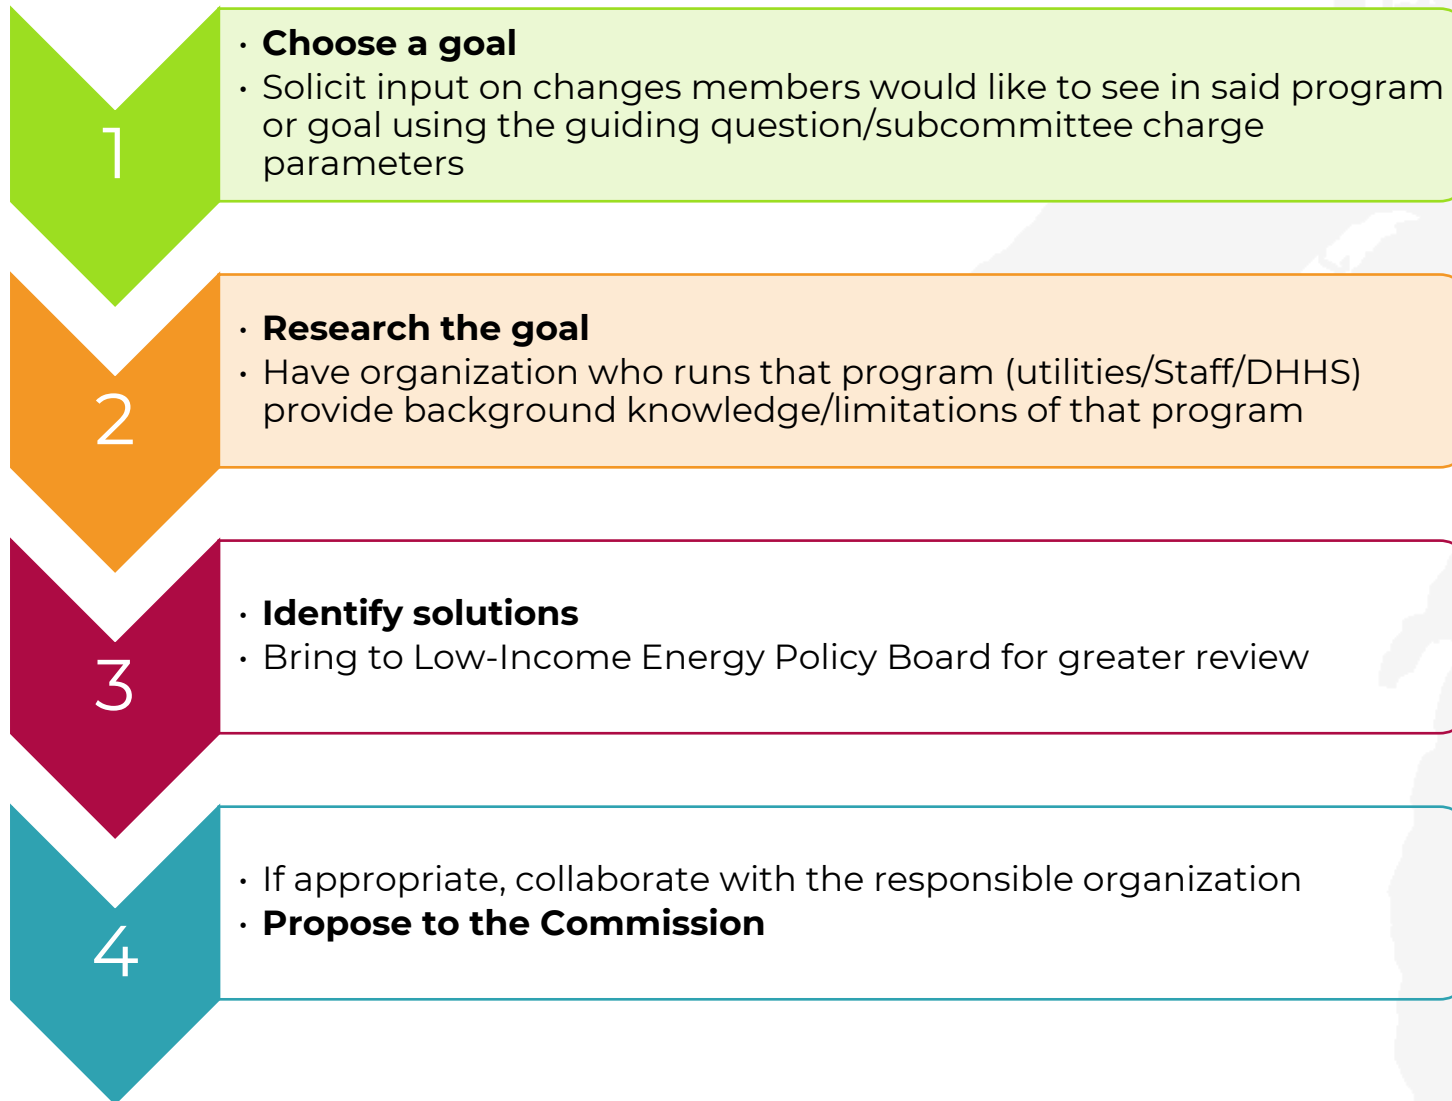 1
· Choose a goal
· Solicit input on changes members would like to see in said program
or goal using the guiding question/subcommittee charge
parameters
2
· Research the goal
· Have organization who runs that program (utilities/Staff/DHHS)
provide background knowledge/limitations of that program
3
· Identify solutions
· Bring to Low-Income Energy Policy Board for greater review
4
· If appropriate, collaborate with the responsible organization
· Propose to the Commission